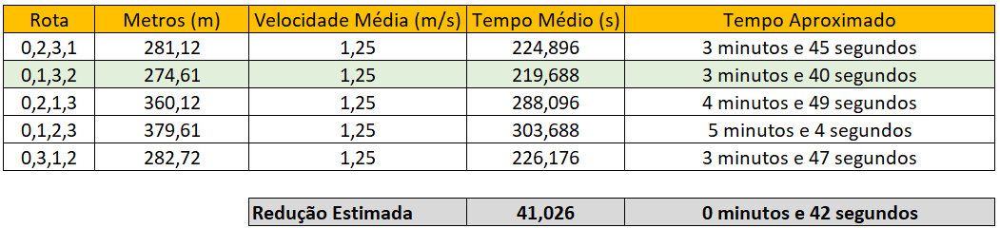 Rota Metros (m) Velocidade Média (m/s) Tempo Médio (s) Tempo Aproximado
0,2,3,1 281,12 1,25 224,896 3 minutos e 45 segundos
0,1,3,2 274,61 1,25 219,688 3 minutos e 40 segundos
0,2,1,3 360,12 1,25 288,096 4 minutos e 49 segundos
0,1,2,3 379,61 1,25 303,688 5 minutos e 4 segundos
0,3,1,2 282,72 1,25 226,176 3 minutos e 47 segundos
Redução Estimada 41,026 0 minutos e 42 segundos